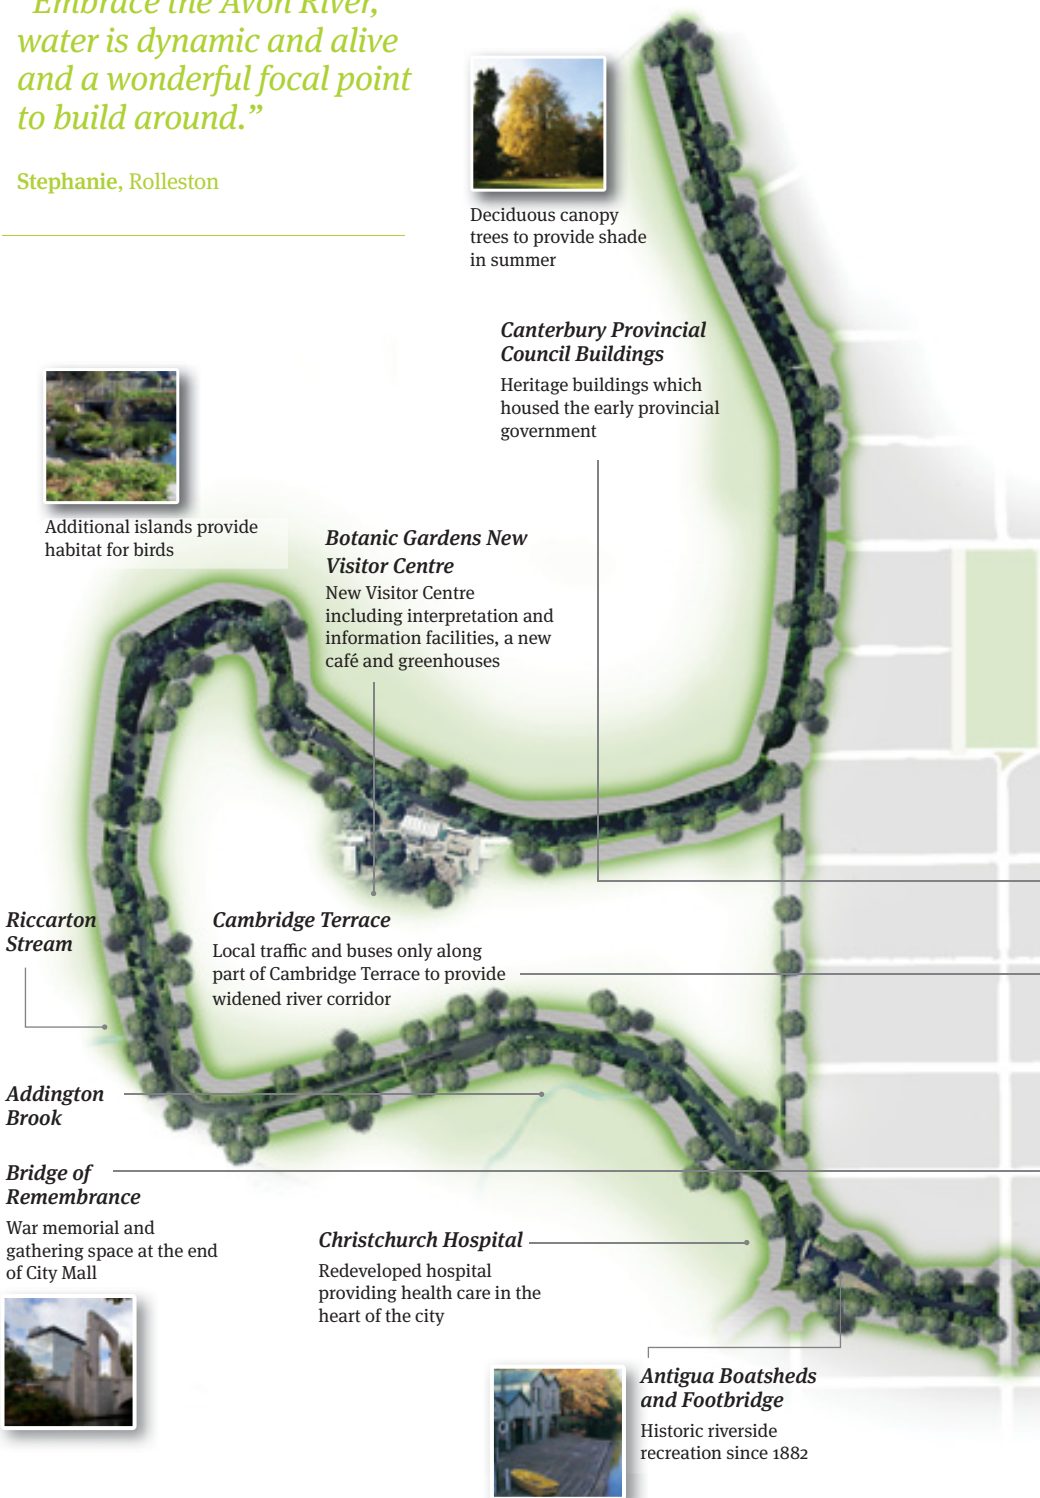 "Embrace the Avon River,
water is dynamic and alive
and a wonderful focal point
to build around.”
Stephanie, Rolleston
Deciduous canopy
trees to provide shade
in summer
Canterbury Provincial
Council Buildings
Heritage buildings which
housed the early provincial
government
Additional islands provide
habitat for birds
Botanic Gardens New
Visitor Centre
New Visitor Centre
including interpretation and
information facilities, a new
café and greenhouses
Riccarton
Stream
Cambridge Terrace
Local traffic and buses only along
part of Cambridge Terrace to provide
widened river corridor
Addington
Brook
Bridge of
Remembrance
War memorial and
gathering space at the end
of City Mall
Christchurch Hospital
Redeveloped hospital
providing health care in the
heart of the city
Antigua Boatsheds
and Footbridge
Historic riverside
recreation since 1882